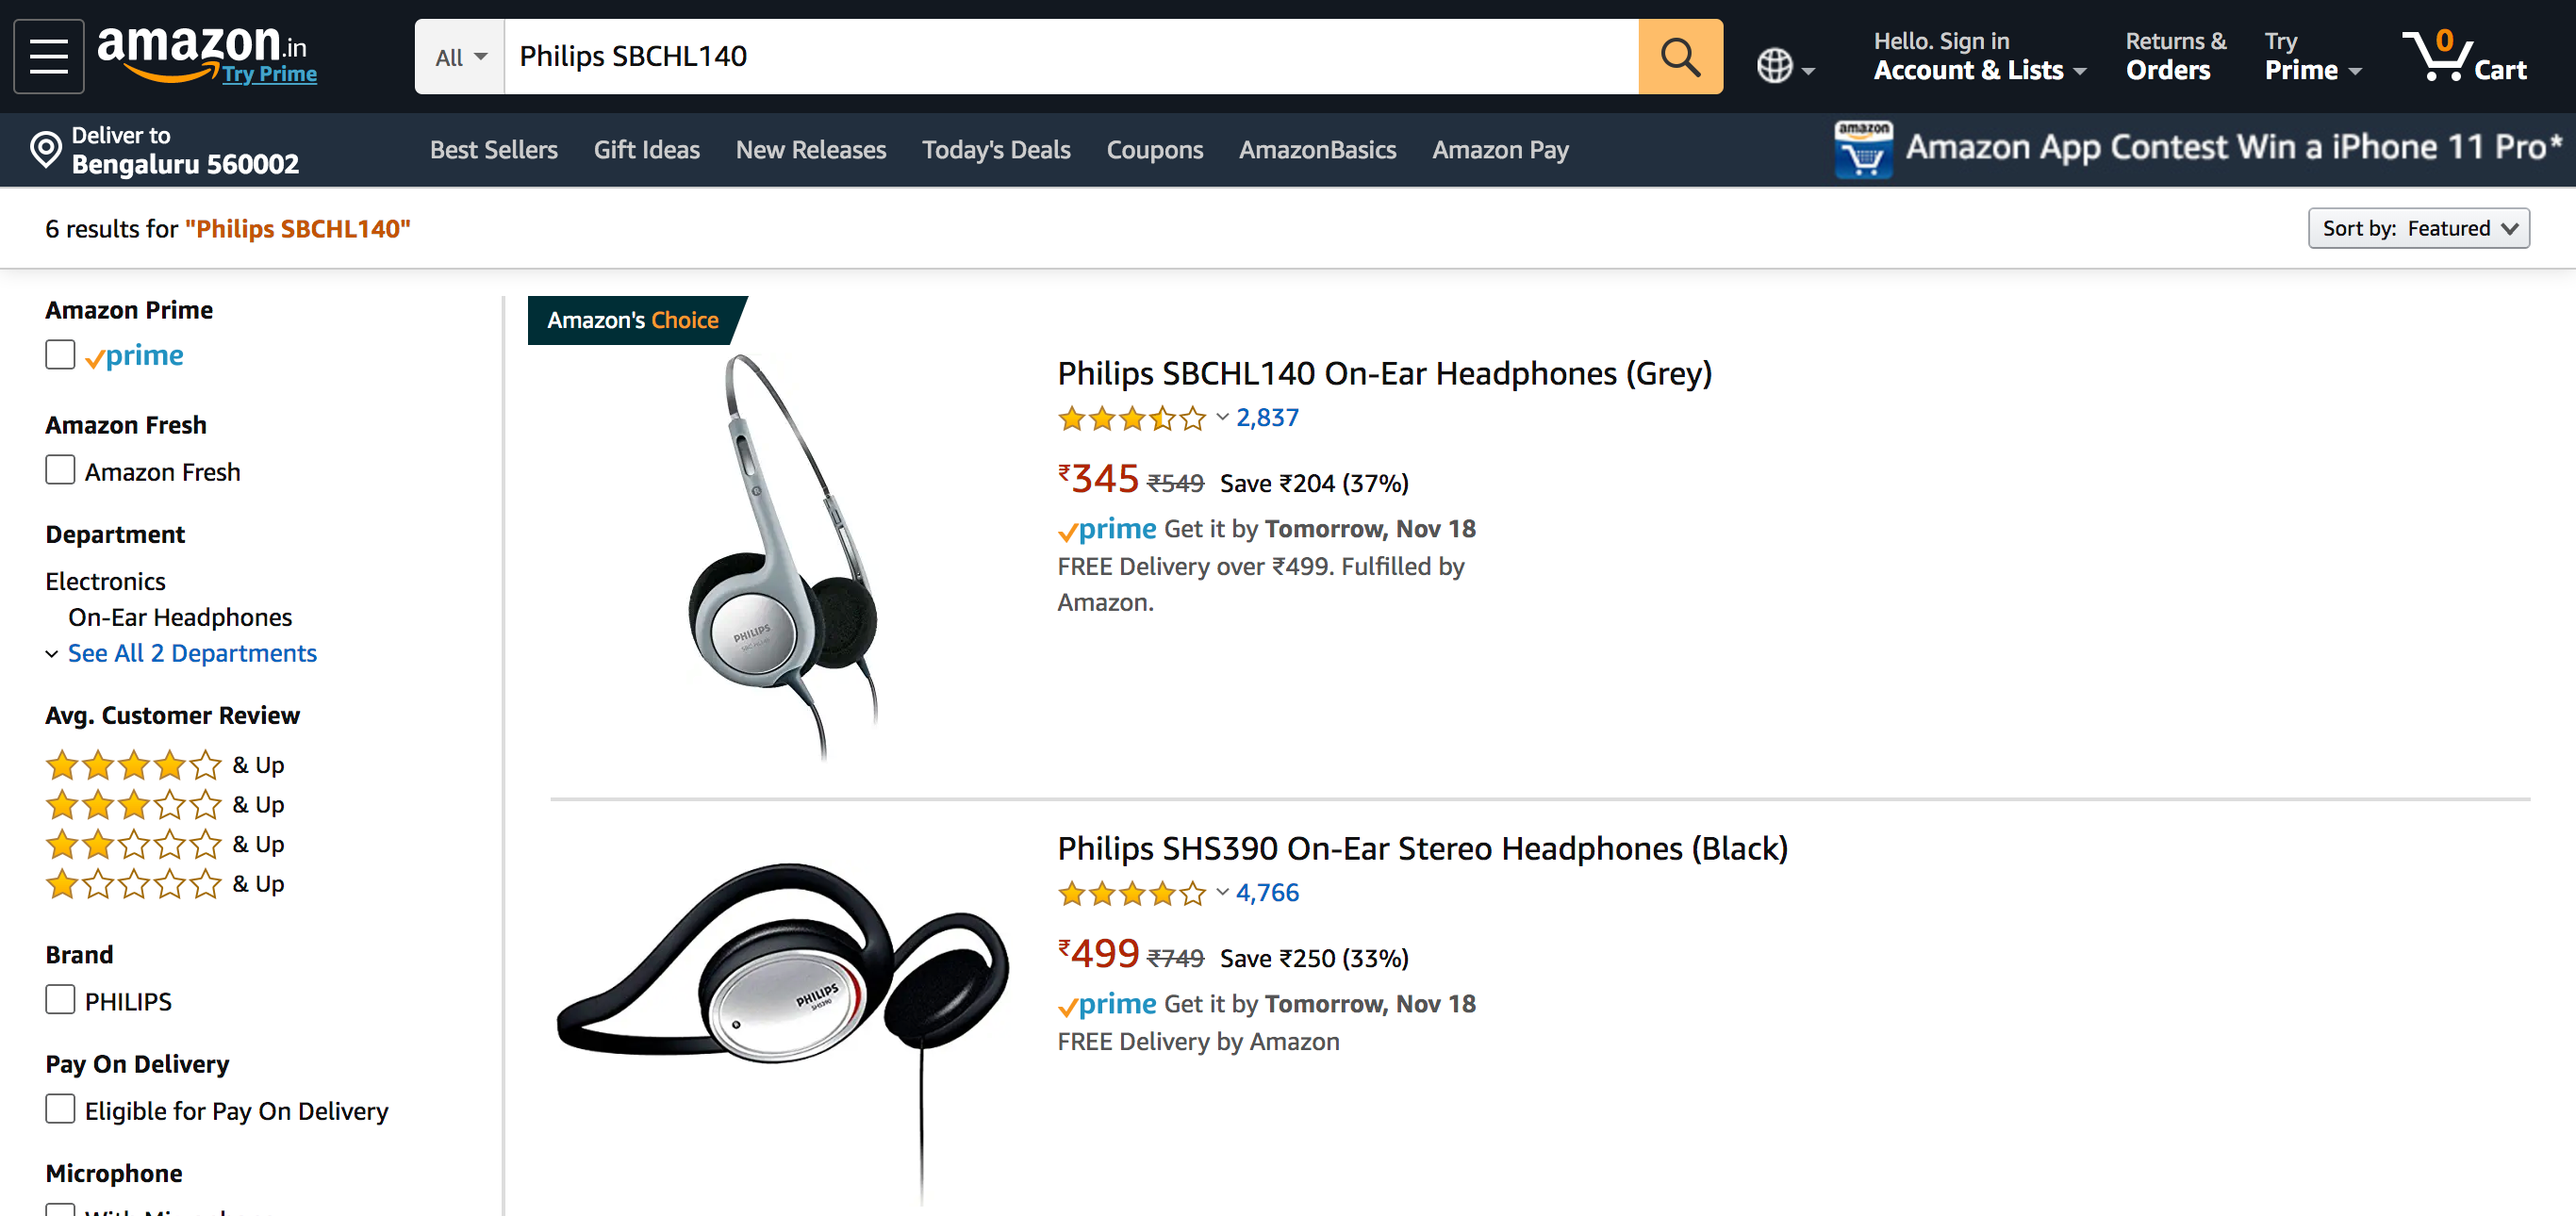 amazon.in
Try Prime
All
Philips SBCHL140
Hello. Sign in
Account & Lists
Returns &
Orders
Try
Prime
0
Cart
Deliver to
Bengaluru 560002
Best Sellers
Gift Ideas
New Releases
Today's Deals
Coupons
AmazonBasics
Amazon Pay
amazon
Amazon App Contest Win a iPhone 11 Pro*
6 results for "Philips SBCHL140"
Sort by: Featured
Amazon Prime
prime
Amazon Fresh
Amazon Fresh
Department
Electronics
On-Ear Headphones
See All 2 Departments
Avg. Customer Review
& Up
& Up
& Up
& Up
Brand
PHILIPS
Pay On Delivery
Eligible for Pay On Delivery
Microphone
Amazon's Choice
PHILIPS
Philips SBCHL140 On-Ear Headphones (Grey)
2,837
₹345 ₹549 Save ₹204 (37%)
prime Get it by Tomorrow, Nov 18
FREE Delivery over ₹499. Fulfilled by
Amazon.
PHILIPS
SHS390
Philips SHS390 On-Ear Stereo Headphones (Black)
4,766
₹499 ₹749 Save ₹250 (33%)
prime Get it by Tomorrow, Nov 18
FREE Delivery by Amazon